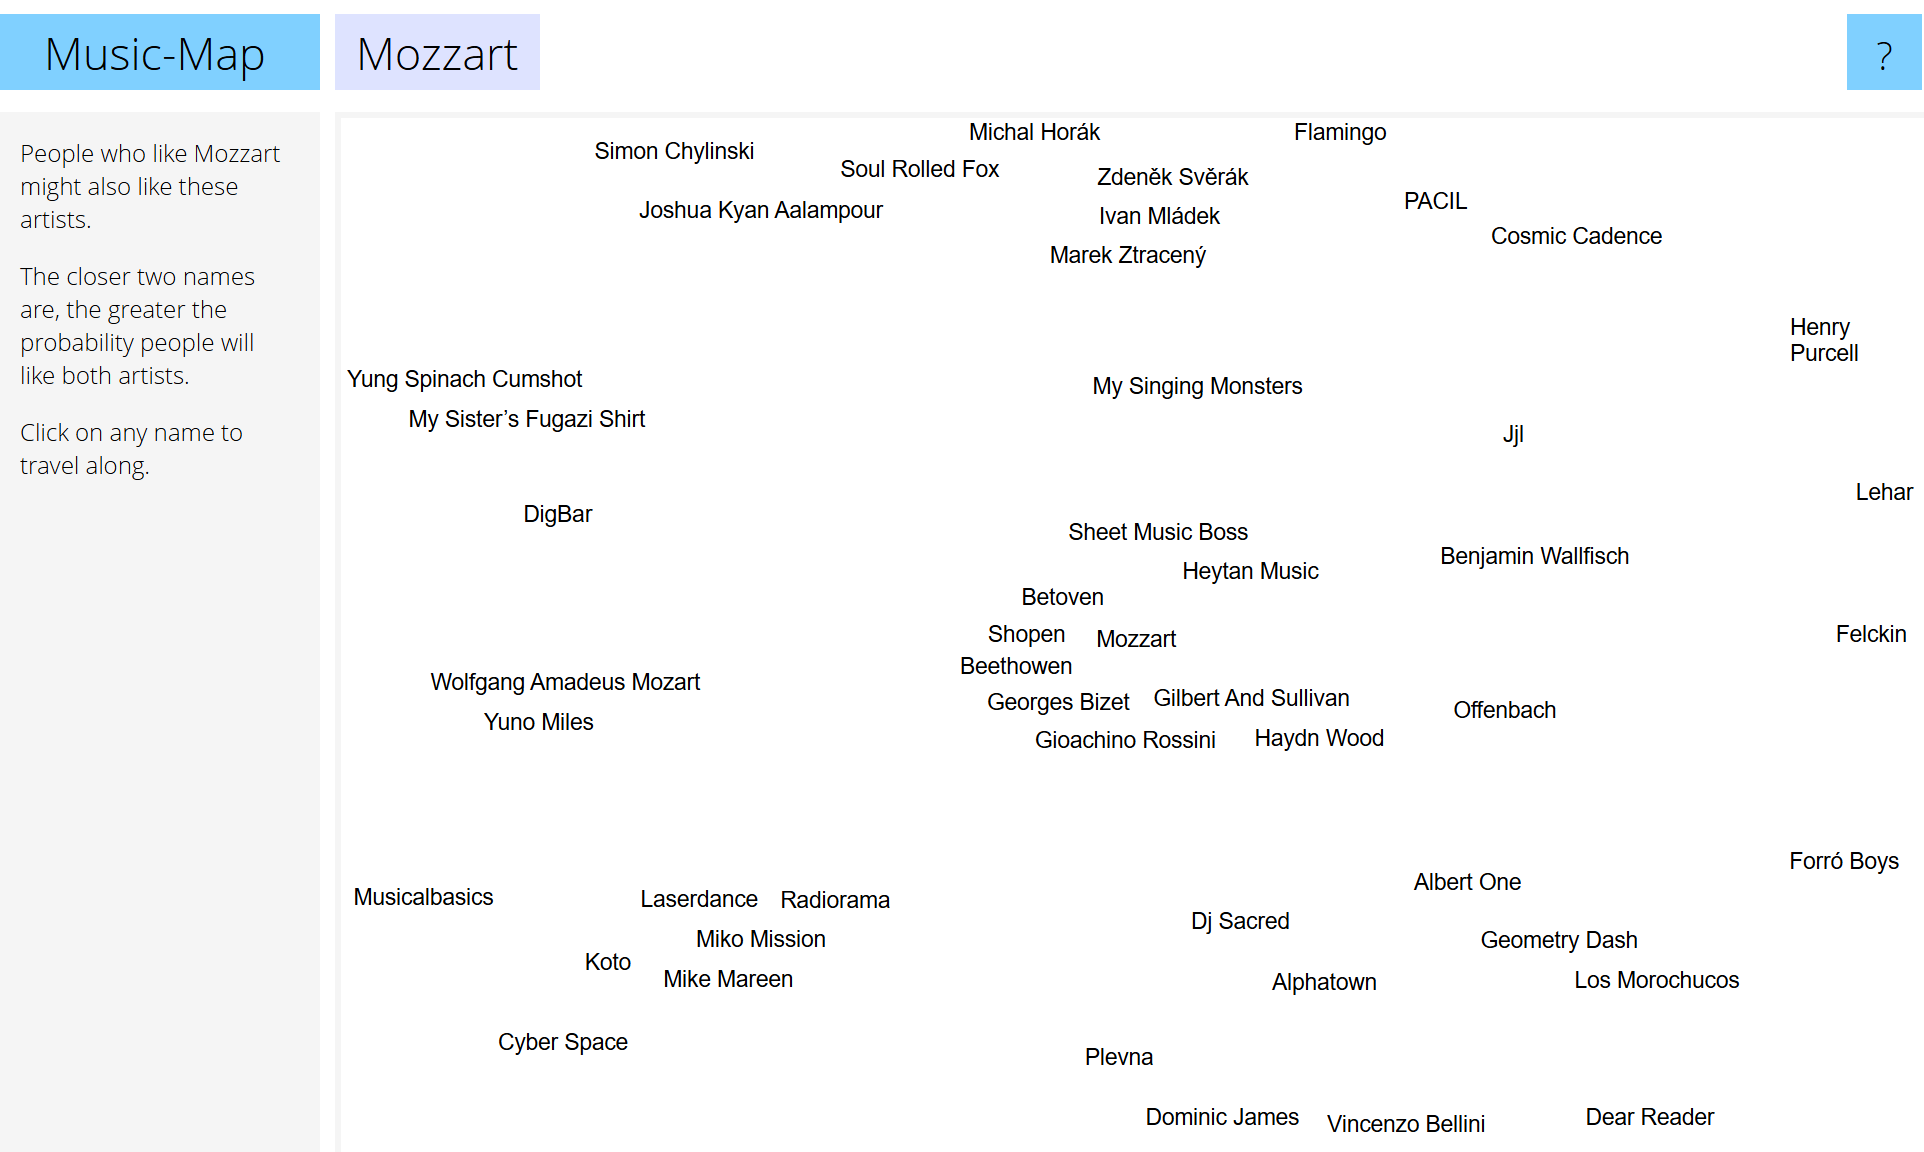 Music-Map
Mozzart
?
People who like Mozzart
might also like these
artists.
The closer two names
are, the greater the
probability people will
like both artists.
Click on any name to
travel along.
Michal Horák
Flamingo
Simon Chylinski
Soul Rolled Fox
Zdeněk Svěrák
PACIL
Joshua Kyan Aalampour
Ivan Mládek
Cosmic Cadence
Marek Ztracený
Henry
Purcell
Yung Spinach Cumshot
My Singing Monsters
My Sister’s Fugazi Shirt
Jjl
Lehar
DigBar
Sheet Music Boss
Benjamin Wallfisch
Heytan Music
Betoven
Shopen
Mozzart
Felckin
Beethowen
Wolfgang Amadeus Mozart
Georges Bizet
Gilbert And Sullivan
Offenbach
Yuno Miles
Gioachino Rossini
Haydn Wood
Forró Boys
Albert One
Musicalbasics
Laserdance
Radiorama
Dj Sacred
Miko Mission
Geometry Dash
Koto
Mike Mareen
Alphatown
Los Morochucos
Cyber Space
Plevna
Dominic James
Vincenzo Bellini
Dear Reader